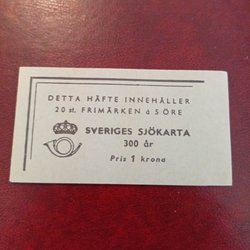 DETTA HÄFTE INNEHÅLLER
20 st. FRIMÄRKEN á 5 ÖRE
SVERIGES SJÖKARTA
300 år
Pris 1 krona